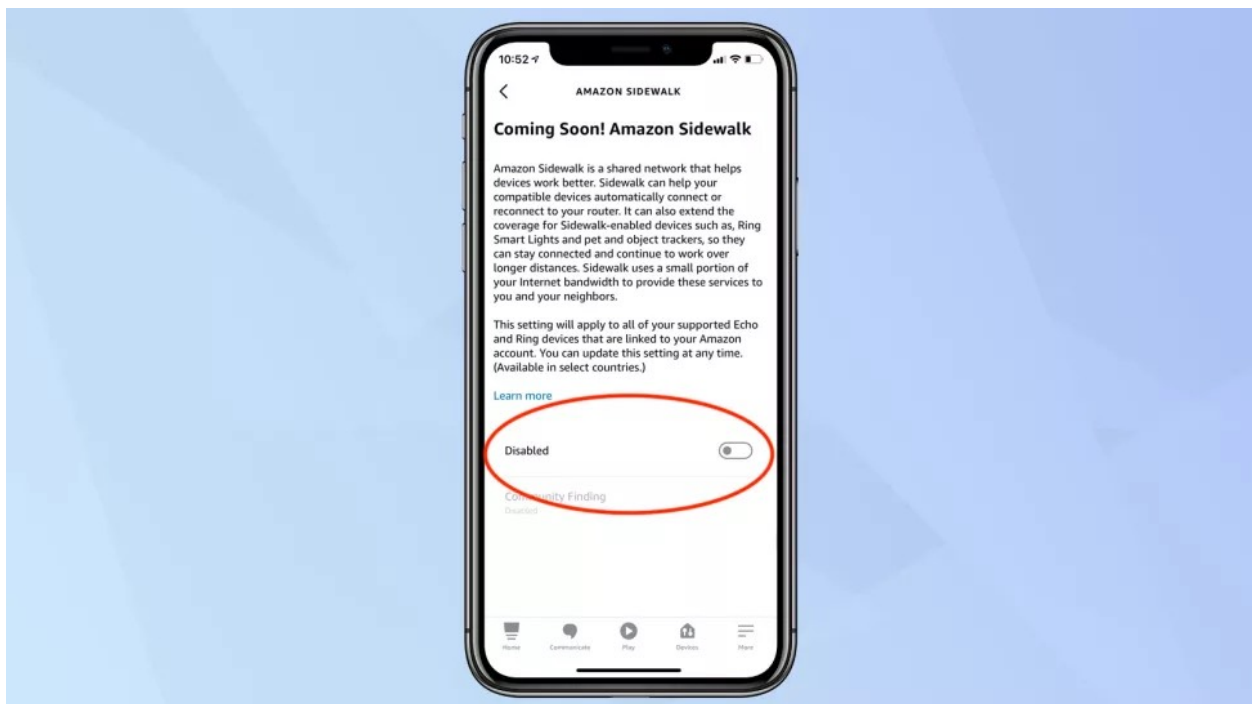 10:52
AMAZON SIDEWALK
Coming Soon! Amazon Sidewalk
Amazon Sidewalk is a shared network that helps
devices work better. Sidewalk can help your
compatible devices automatically connect or
reconnect to your router. It can also extend the
coverage for Sidewalk-enabled devices such as, Ring
Smart Lights and pet and object trackers, so they
can stay connected and continue to work over
longer distances. Sidewalk uses a small portion of
your Internet bandwidth to provide these services to
you and your neighbors.
This setting will apply to all of your supported Echo
and Ring devices that are linked to your Amazon
account. You can update this setting at any time.
(Available in select countries.)
Learn more
Disabled
Community Finding
Disabled
Home Communicate Play Devices More